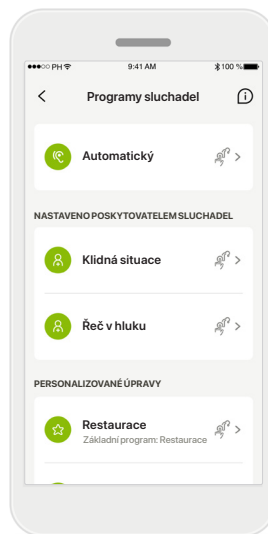 PH 9:41 AM 100 %
Programy sluchadel
Automatický
NASTAVENO POSKYTOVATELEM SLUCHADEL
Klidná situace
Řeč v hluku
PERSONALIZOVANÉ ÚPRAVY
Restaurace
Základní program: Restaurace